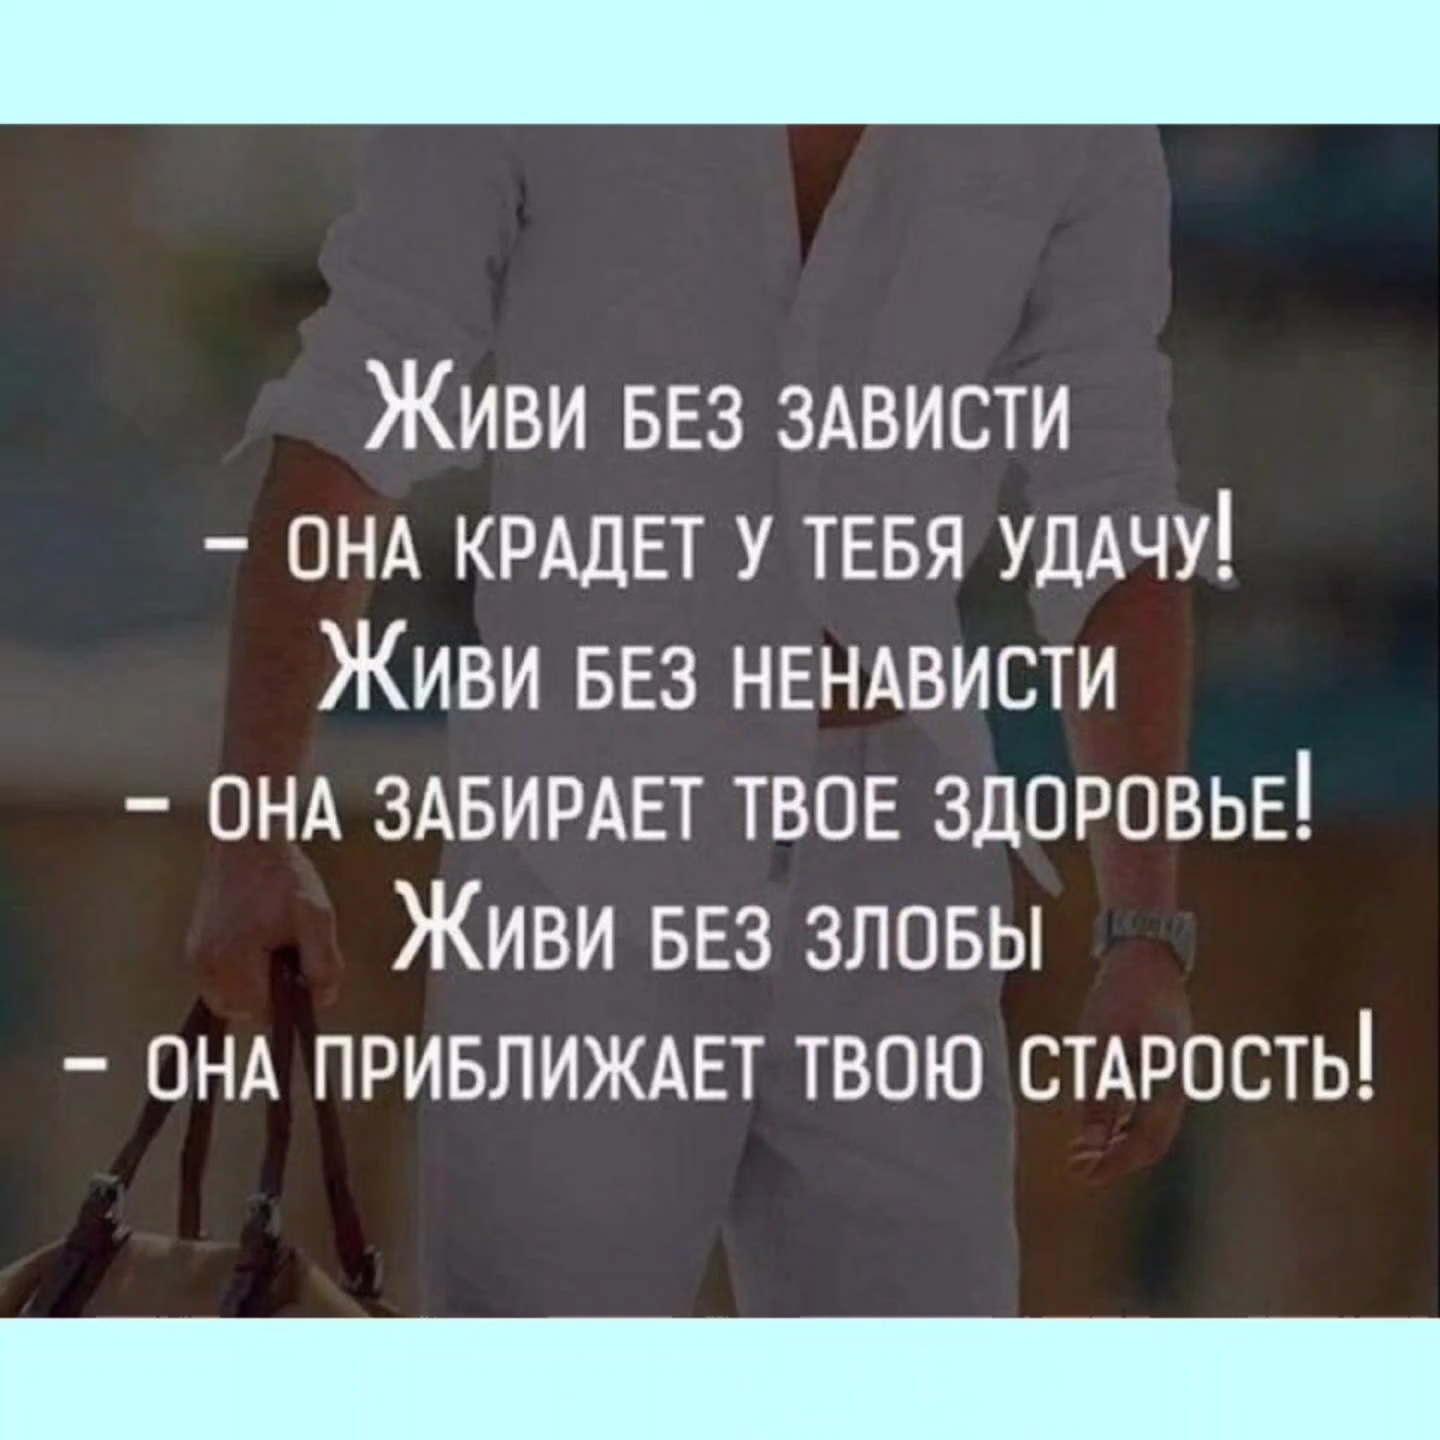 Живи без зависти
– она крадет у тебя удачу!
Живи без ненависти
– она забирает твое здоровье!
Живи без злобы
– она приближает твою старость!